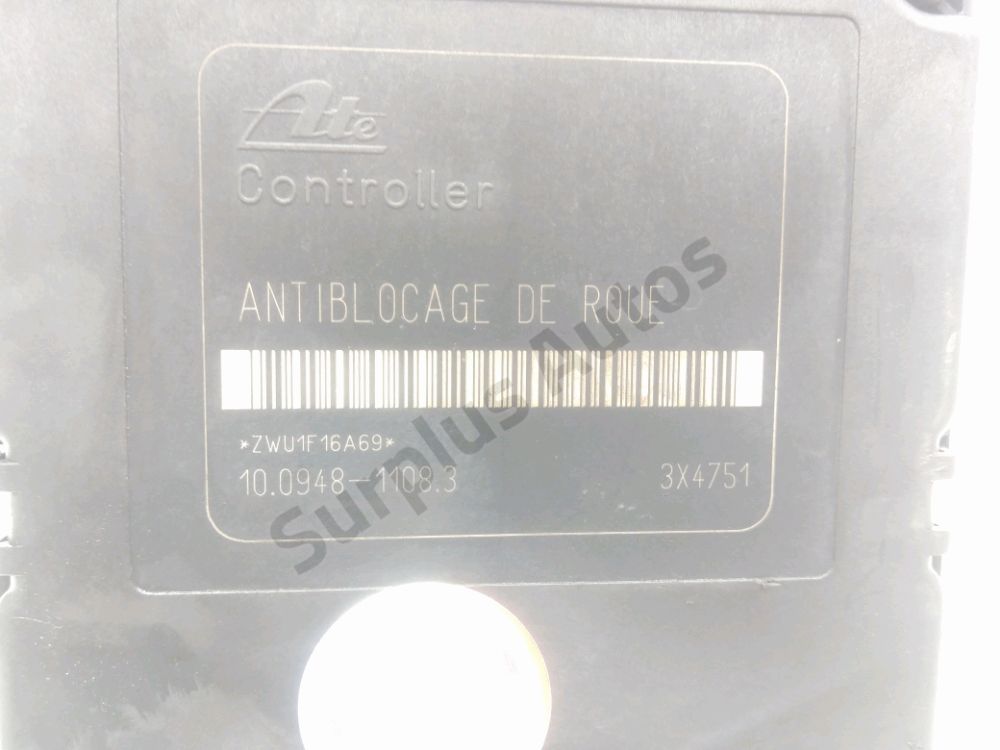 Ate
Controller
ANTIBLOCAGE DE ROUE
*ZWU1F16A69*
10.0948-1108.3 3X4751
Surplus Autos